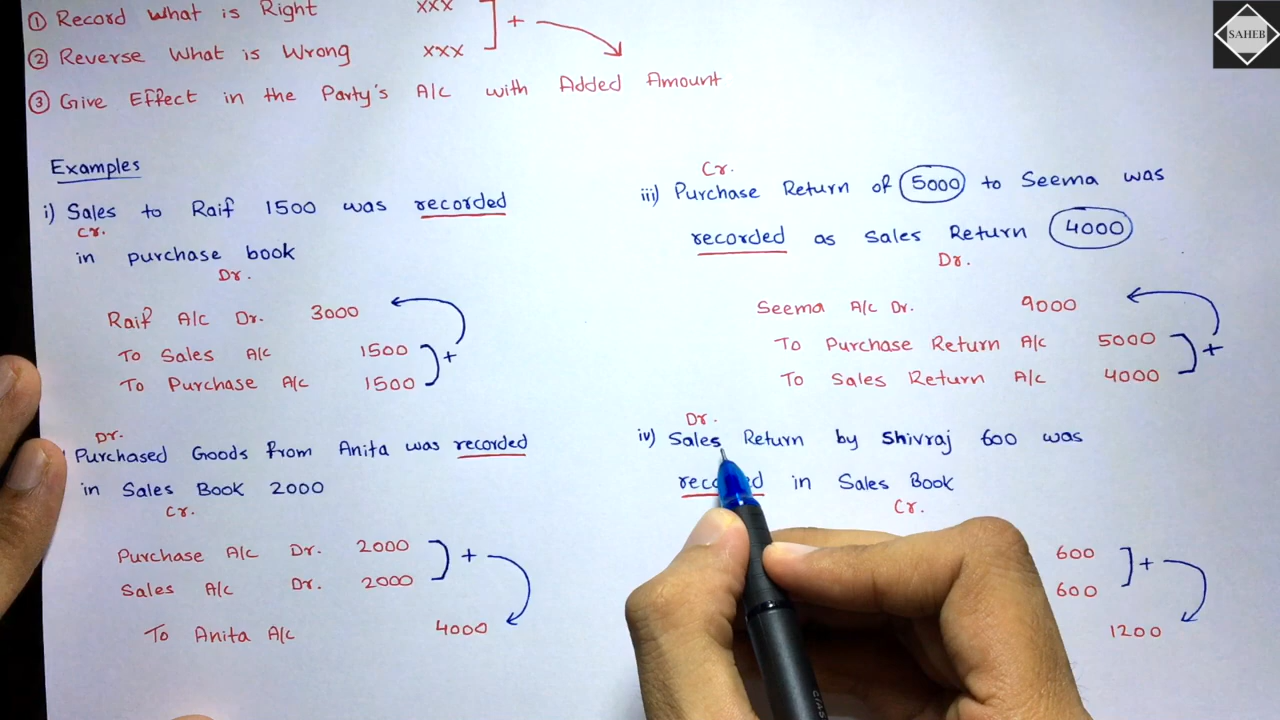 ① Record What is Right xxx
② Reverse What is Wrong xxx
] +
③ Give Effect in the Party's A/c with Added Amount
SAHEB
Examples
i) Sales to Raif 1500 was recorded
Cr.
in purchase book
Dr.
Raif A/c Dr. 3000
To Sales A/c 1500
To Purchase A/c 1500
] +
Dr.
Purchased Goods from Anita was recorded
in Sales Book 2000
Cr.
Purchase A/c Dr. 2000
Sales A/c Dr. 2000
] +
To Anita A/c 4000
Cr.
iii) Purchase Return of 5000 to Seema was
recorded as Sales Return 4000
Dr.
Seema A/c Dr. 9000
To Purchase Return A/c 5000
To Sales Return A/c 4000
] +
Dr.
iv) Sales Return by Shivraj 600 was
in Sales Book
Cr.
600
600
] +
1200